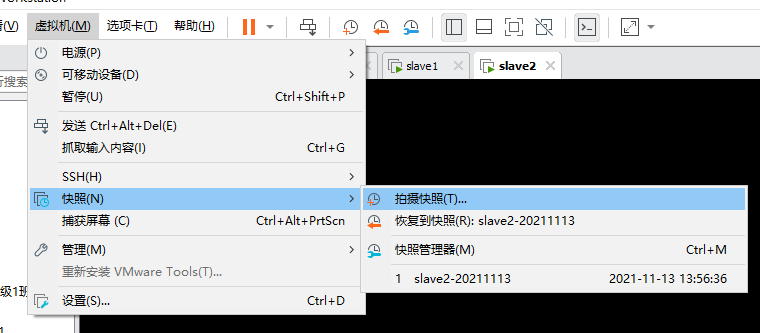 Workstation
看(V) 虚拟机(M) 选项卡(T) 帮助(H)
slave1 slave2
行搜索
电源(P)
可移动设备(D)
暂停(U) Ctrl+Shift+P
发送 Ctrl+Alt+Del(E)
抓取输入内容(I) Ctrl+G
SSH(H)
快照(N)
捕获屏幕 (C) Ctrl+Alt+PrtScn
管理(M)
重新安装 VMware Tools(T)...
设置(S)... Ctrl+D
拍摄快照(T)...
恢复到快照(R): slave2-20211113
快照管理器(M) Ctrl+M
1 slave2-20211113 2021-11-13 13:56:36
级1班
1